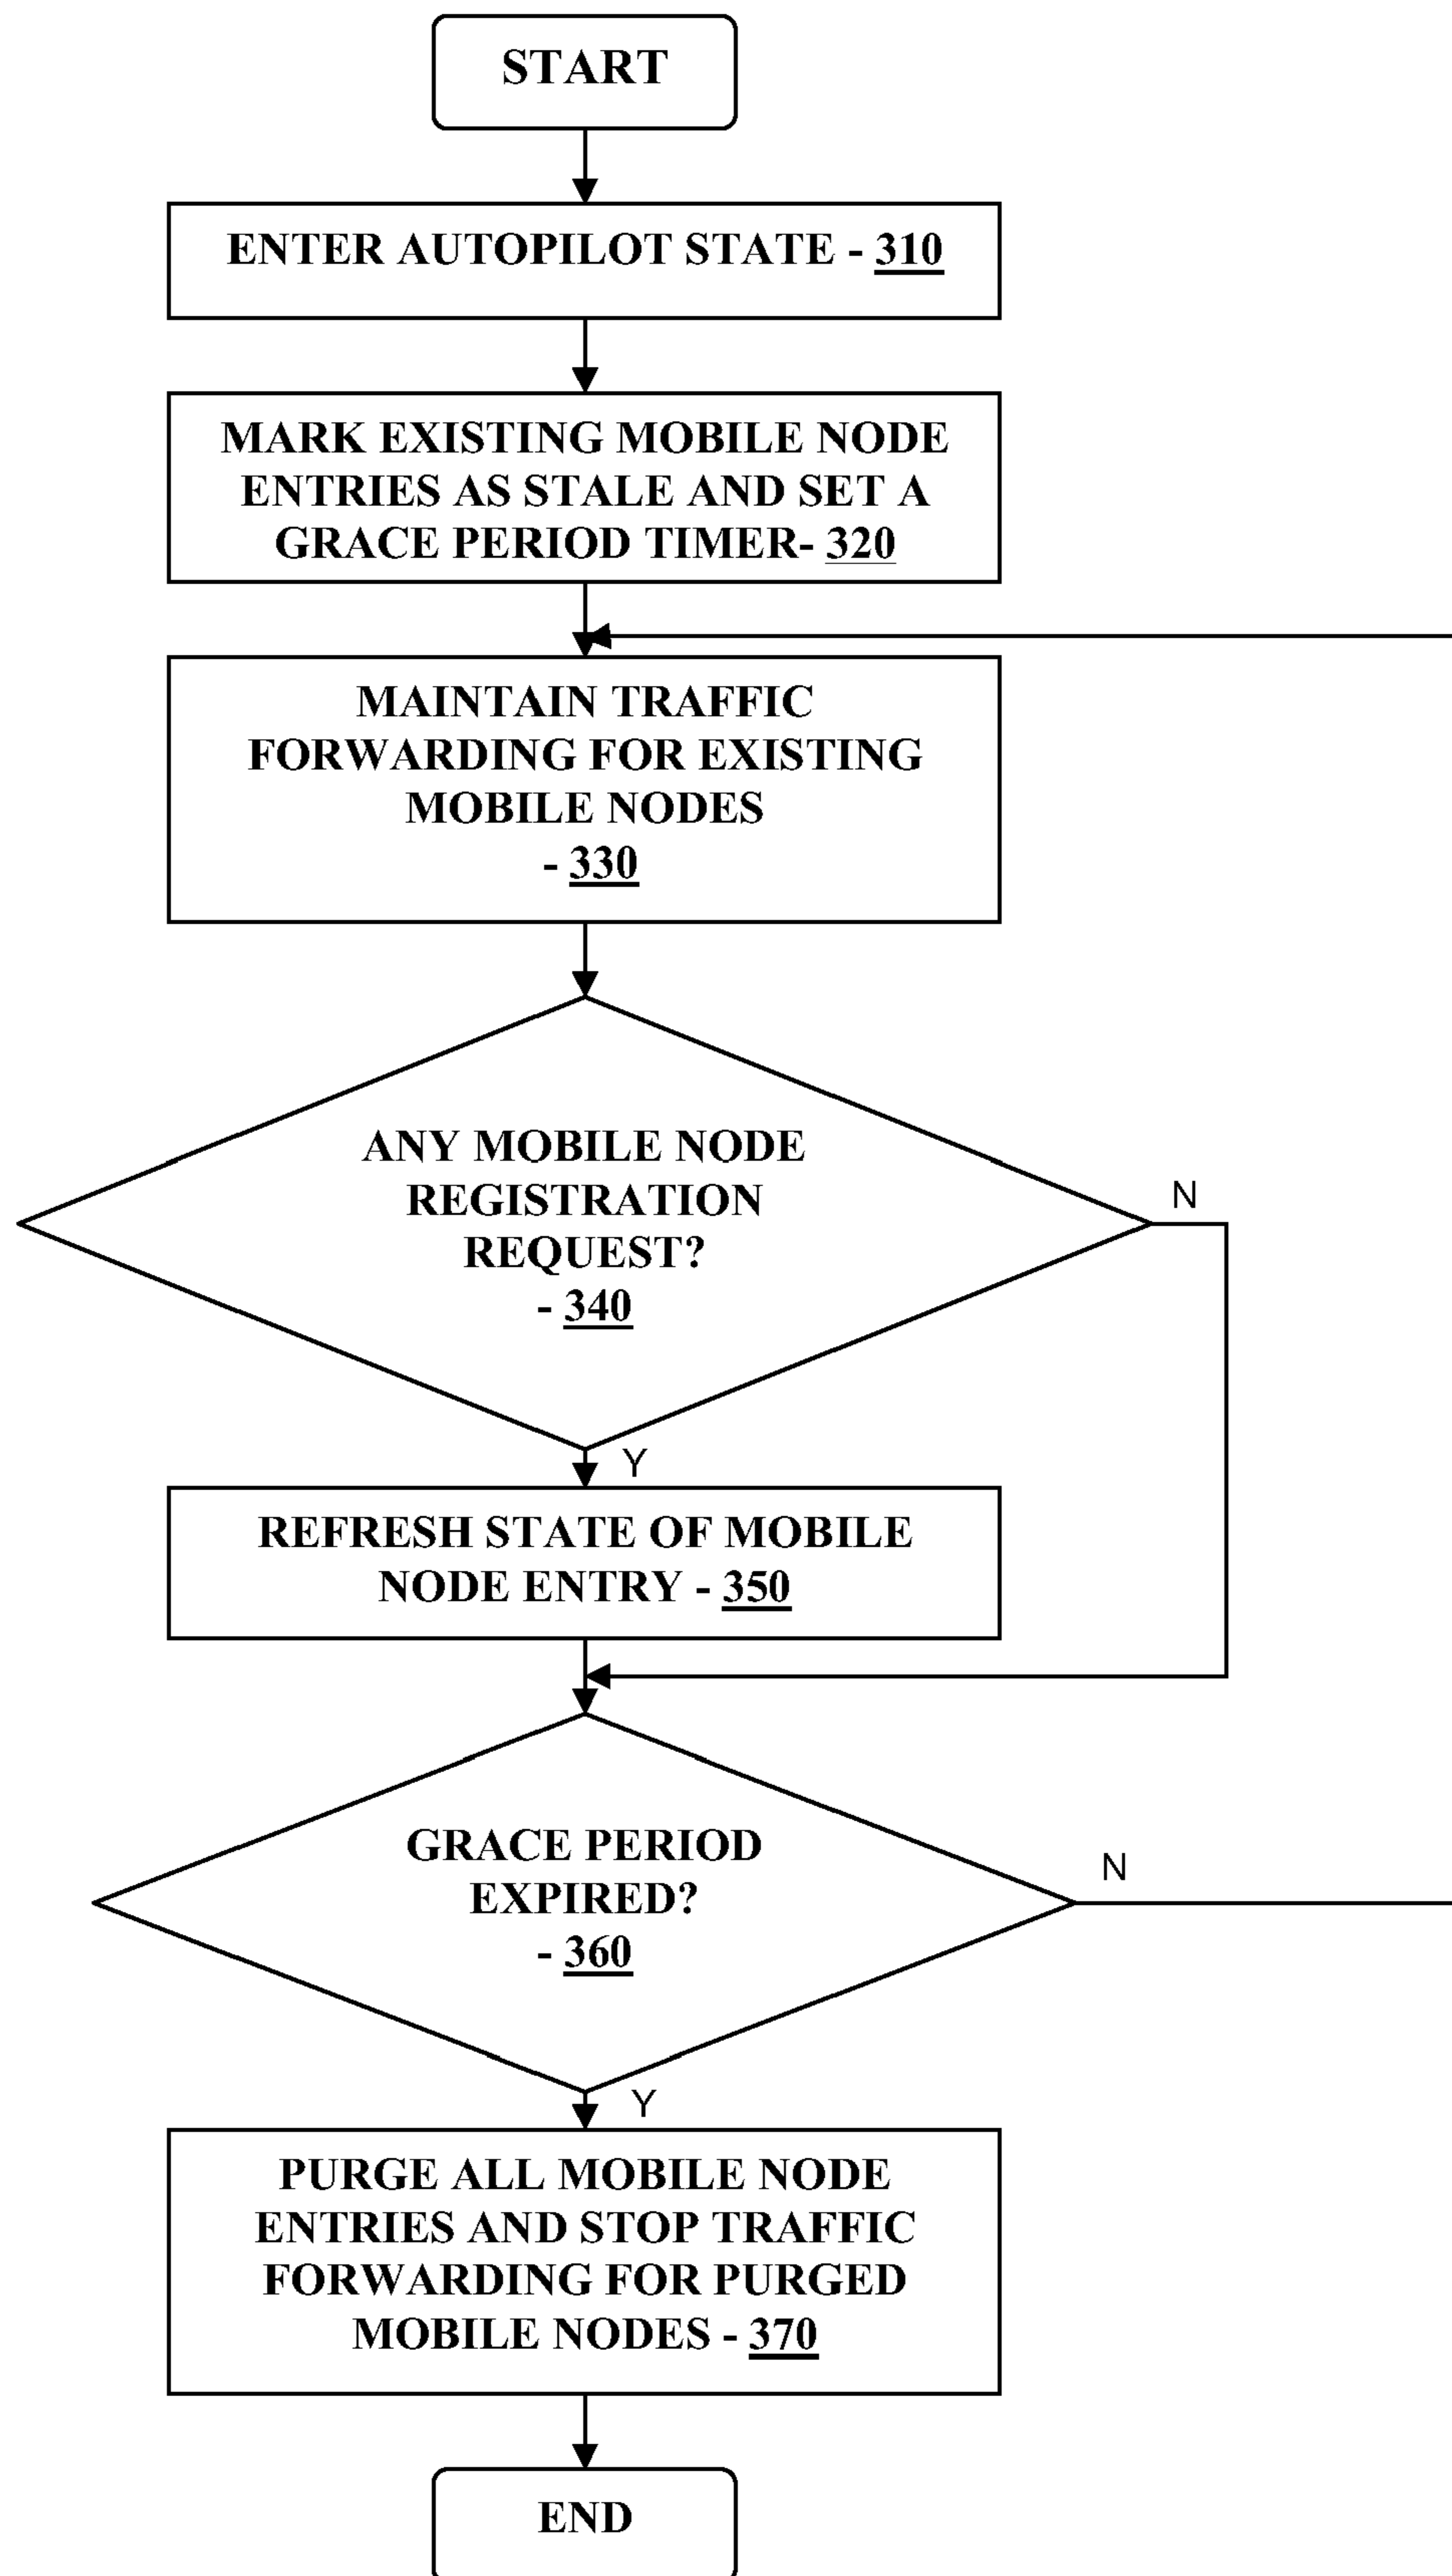 START
ENTER AUTOPILOT STATE - 310
MARK EXISTING MOBILE NODE
ENTRIES AS STALE AND SET A
GRACE PERIOD TIMER- 320
MAINTAIN TRAFFIC
FORWARDING FOR EXISTING
MOBILE NODES
- 330
ANY MOBILE NODE
REGISTRATION
REQUEST?
- 340
N
Y
REFRESH STATE OF MOBILE
NODE ENTRY - 350
GRACE PERIOD
EXPIRED?
- 360
N
Y
PURGE ALL MOBILE NODE
ENTRIES AND STOP TRAFFIC
FORWARDING FOR PURGED
MOBILE NODES - 370
END